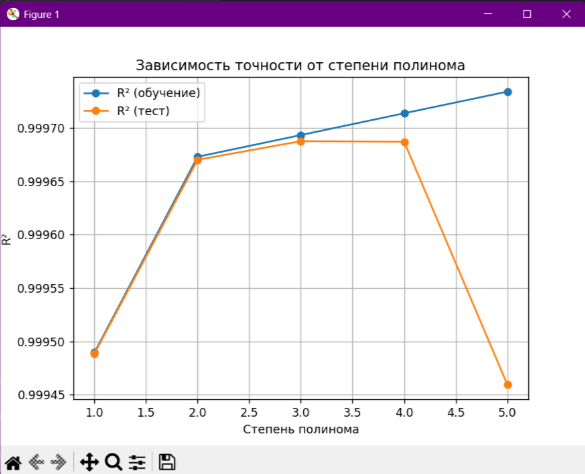 Figure 1
Зависимость точности от степени полинома
R² (обучение)
R² (тест)
0.99970
0.99965
0.99960
0.99955
0.99950
0.99945
R²
1.0 1.5 2.0 2.5 3.0 3.5 4.0 4.5 5.0
Степень полинома